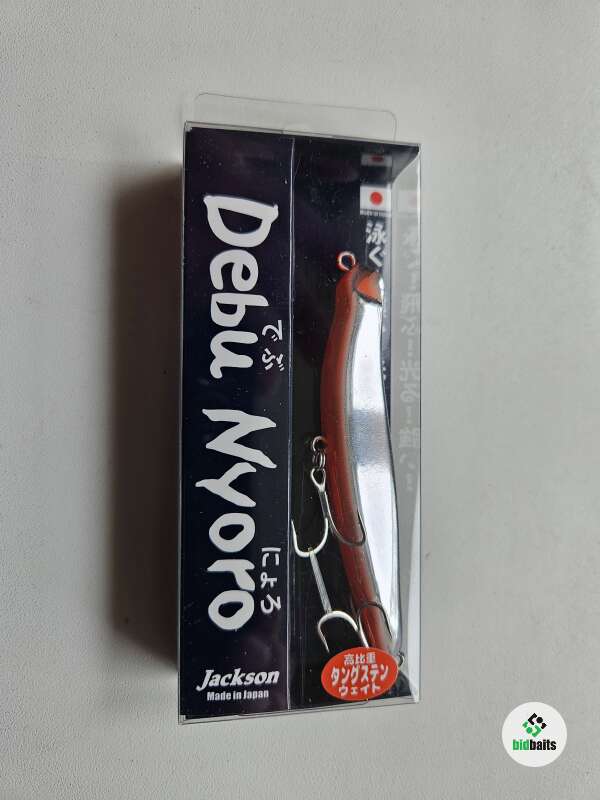 Debu Nyoro
でぶ
にょろ
Jackson
Made in Japan
高比重
タングステン
ウェイト
泳ぐ
bidbaits